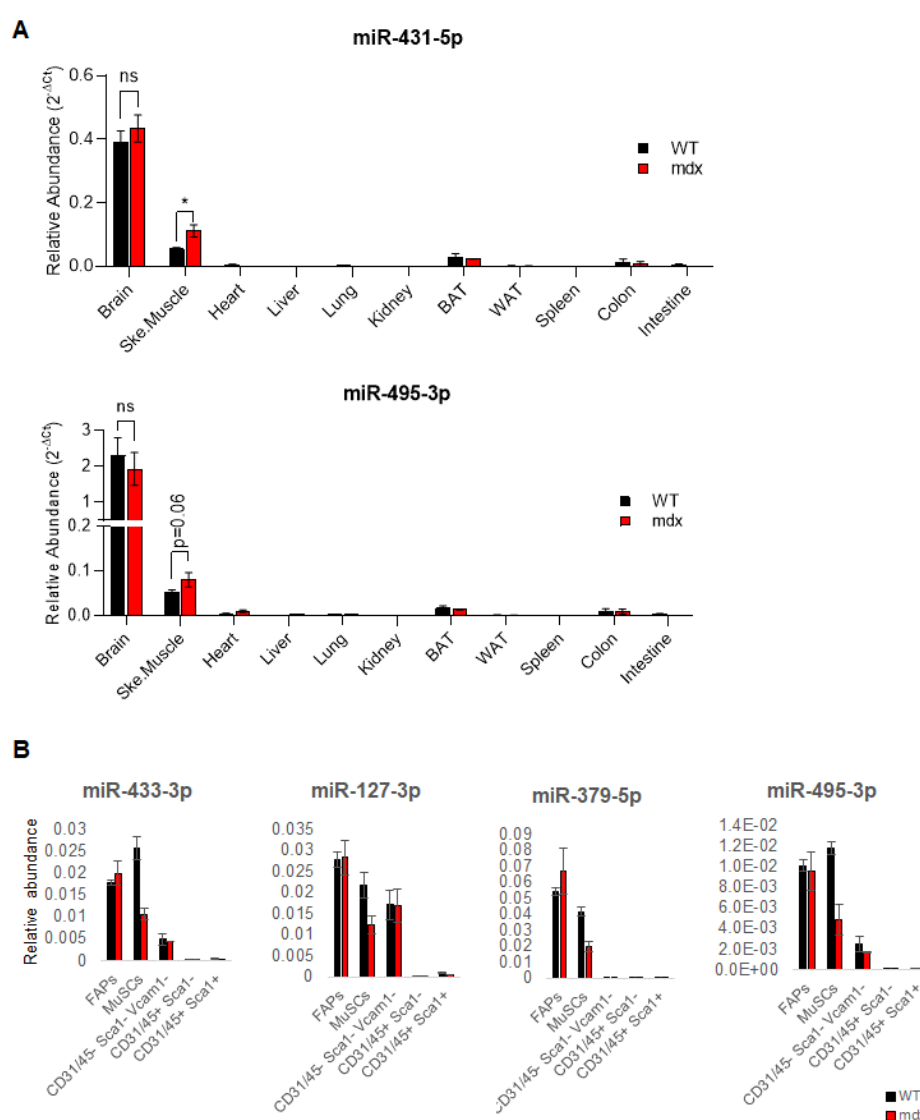 A
miR-431-5p
Relative Abundance (2^-ΔCt)
0.6
0.4
0.2
0.0
ns
*
WT
mdx
Brain
Ske.Muscle
Heart
Liver
Lung
Kidney
BAT
WAT
Spleen
Colon
Intestine
miR-495-3p
Relative Abundance (2^-ΔCt)
3
2
1
0.2
0.1
0.0
ns
p=0.06
WT
mdx
Brain
Ske.Muscle
Heart
Liver
Lung
Kidney
BAT
WAT
Spleen
Colon
Intestine
B
miR-433-3p
Relative abundance
0.03
0.025
0.02
0.015
0.01
0.005
0
FAPs
MuSCs
CD31/45- Sca1- Vcam1-
CD31/45+ Sca1-
CD31/45+ Sca1+
miR-127-3p
0.035
0.03
0.025
0.02
0.015
0.01
0.005
0
FAPs
MuSCs
CD31/45- Sca1- Vcam1-
CD31/45+ Sca1-
CD31/45+ Sca1+
miR-379-5p
0.09
0.08
0.07
0.06
0.05
0.04
0.03
0.02
0.01
0
FAPs
MuSCs
CD31/45- Sca1- Vcam1-
CD31/45+ Sca1-
CD31/45+ Sca1+
miR-495-3p
1.4E-02
1.2E-02
1.0E-02
8.0E-03
6.0E-03
4.0E-03
2.0E-03
0.0E+00
FAPs
MuSCs
CD31/45- Sca1- Vcam1-
CD31/45+ Sca1-
CD31/45+ Sca1+
WT
md